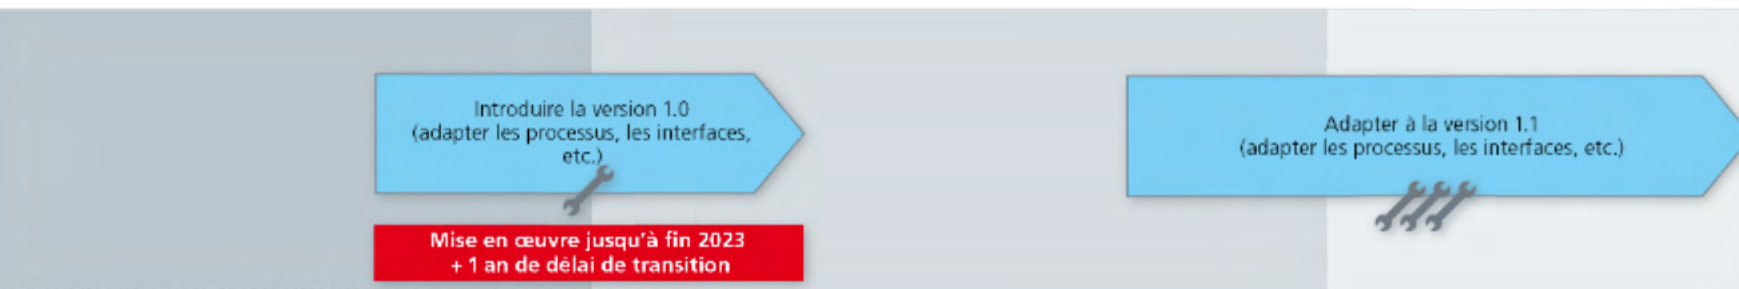 Introduire la version 1.0
(adapter les processus, les interfaces,
etc.)
Mise en œuvre jusqu'à fin 2023
+ 1 an de délai de transition
Adapter à la version 1.1
(adapter les processus, les interfaces, etc.)